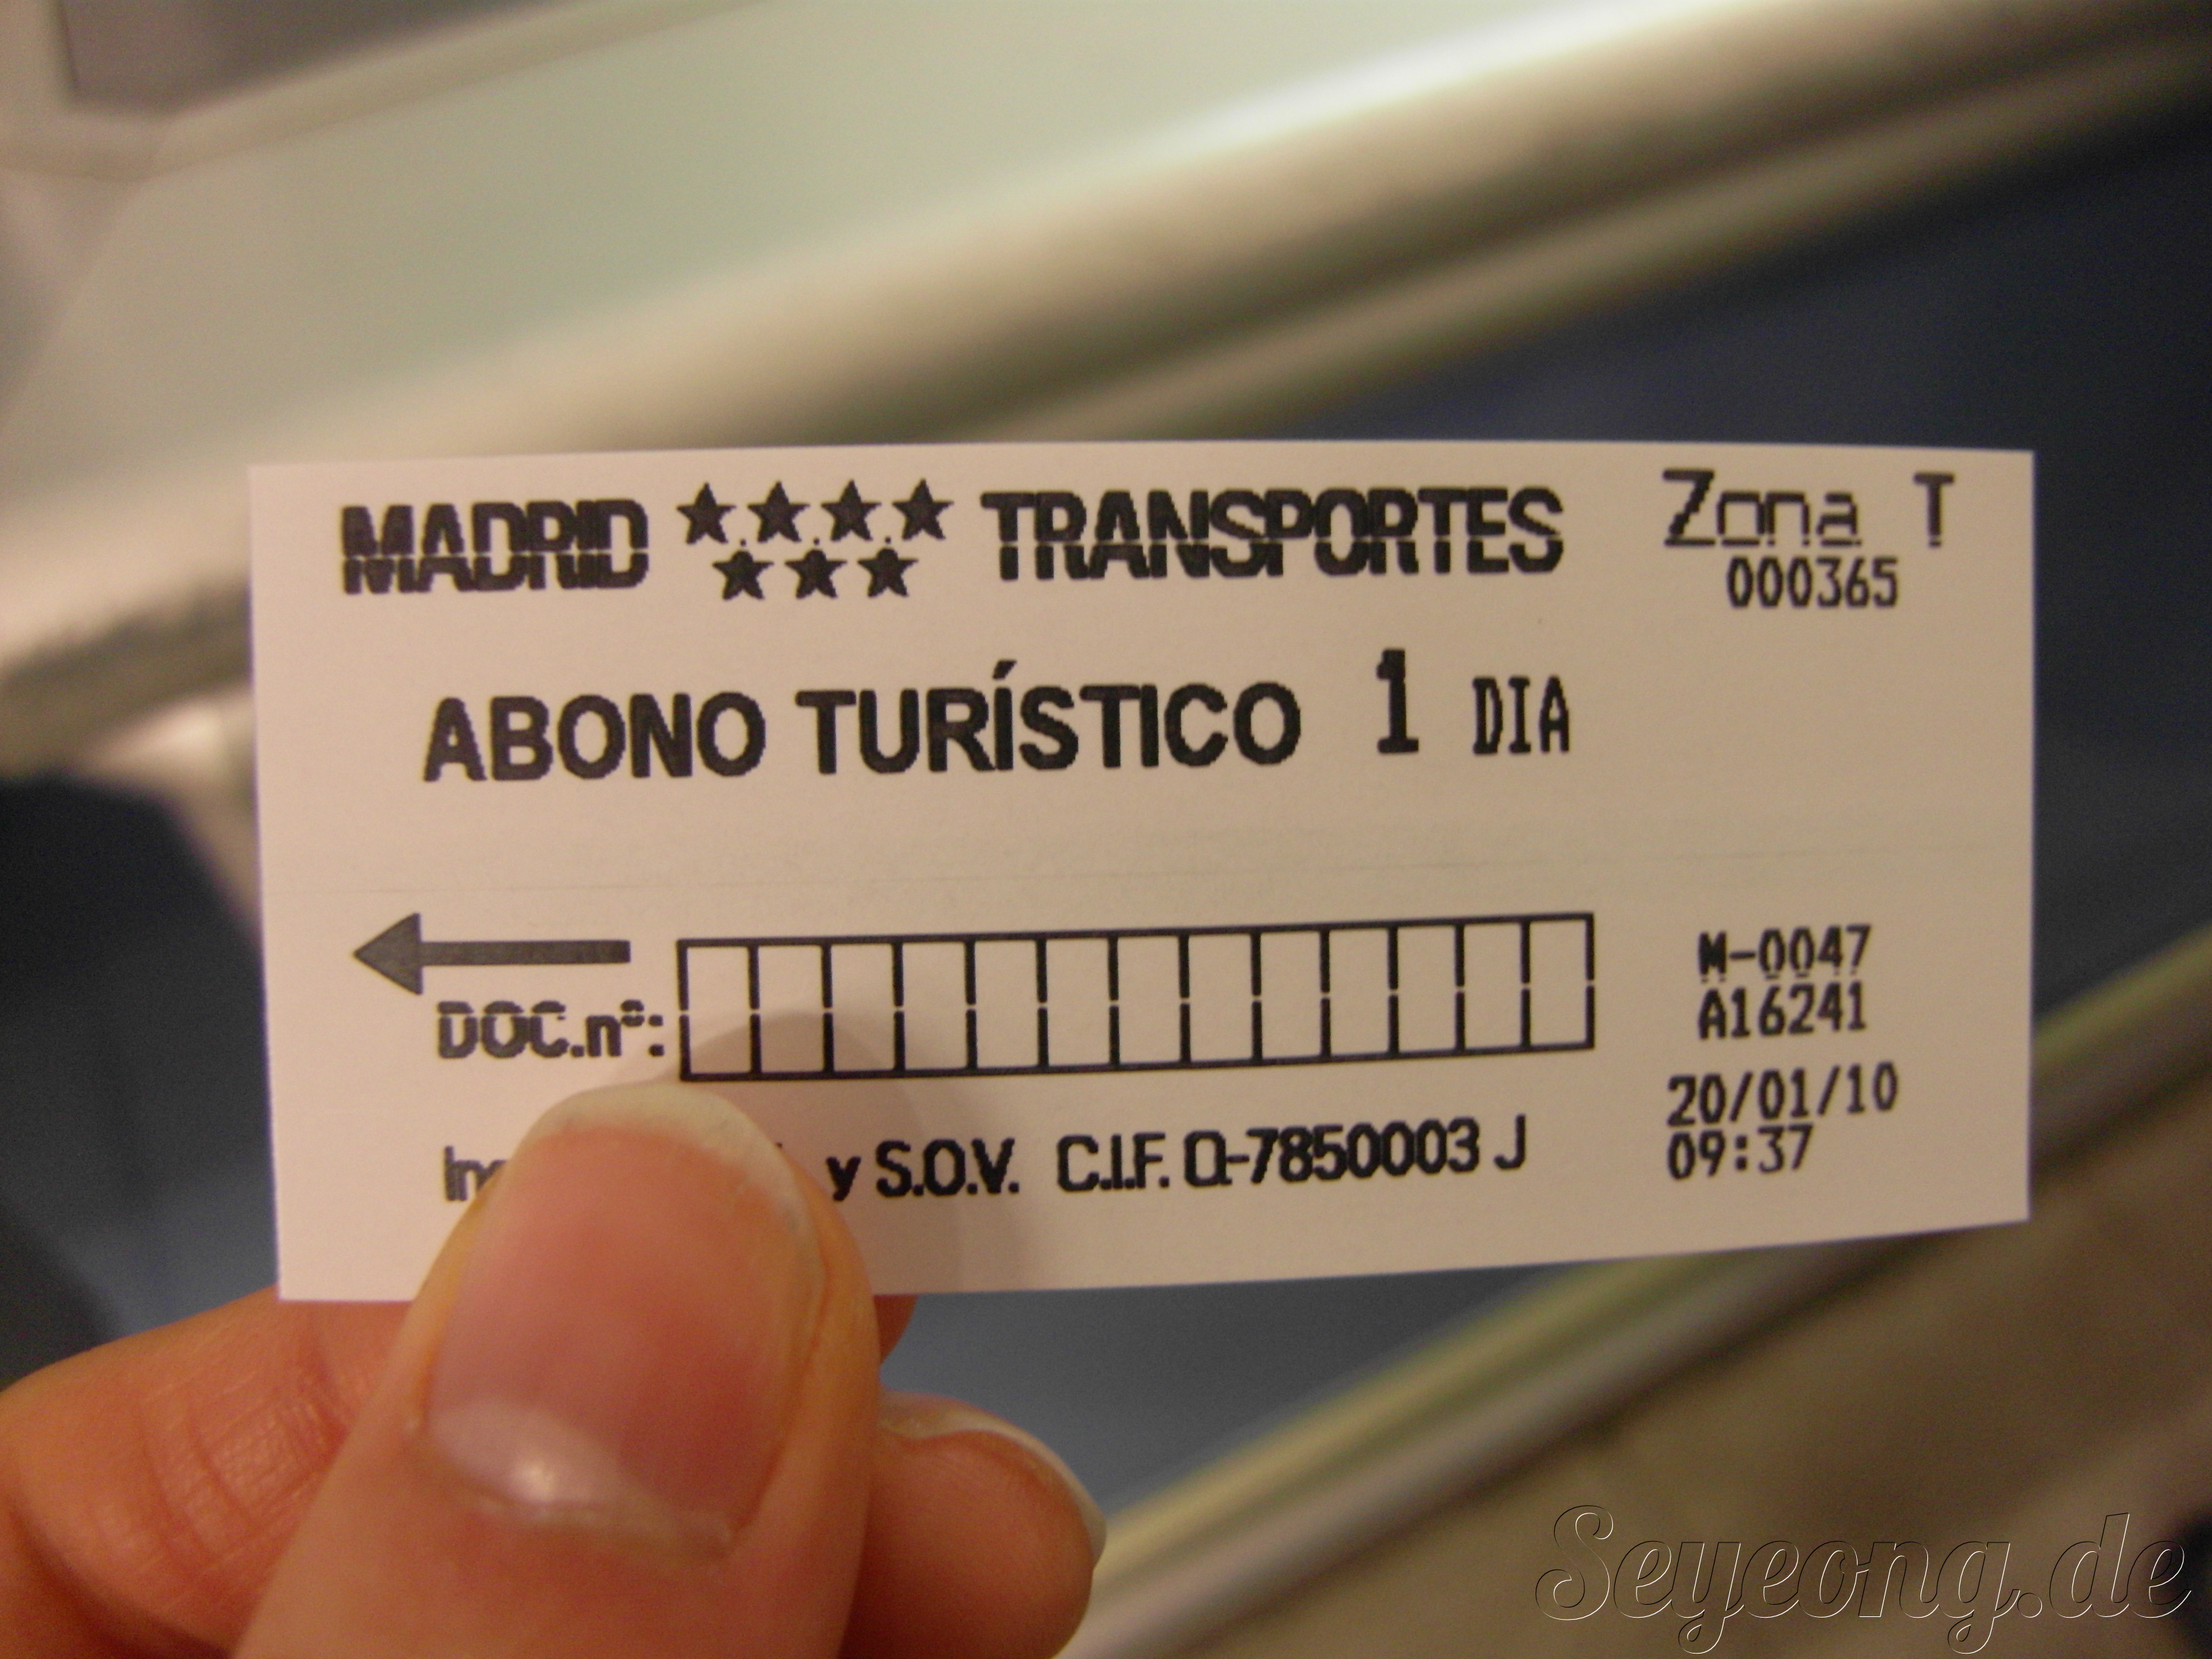 MADRID TRANSPORTES Zona T
000365
ABONO TURÍSTICO 1 DIA
DOC.nº:
M-0047
A16241
20/01/10
09:37
y S.O.V. C.I.F. Q-7850003 J
Seyeong.de